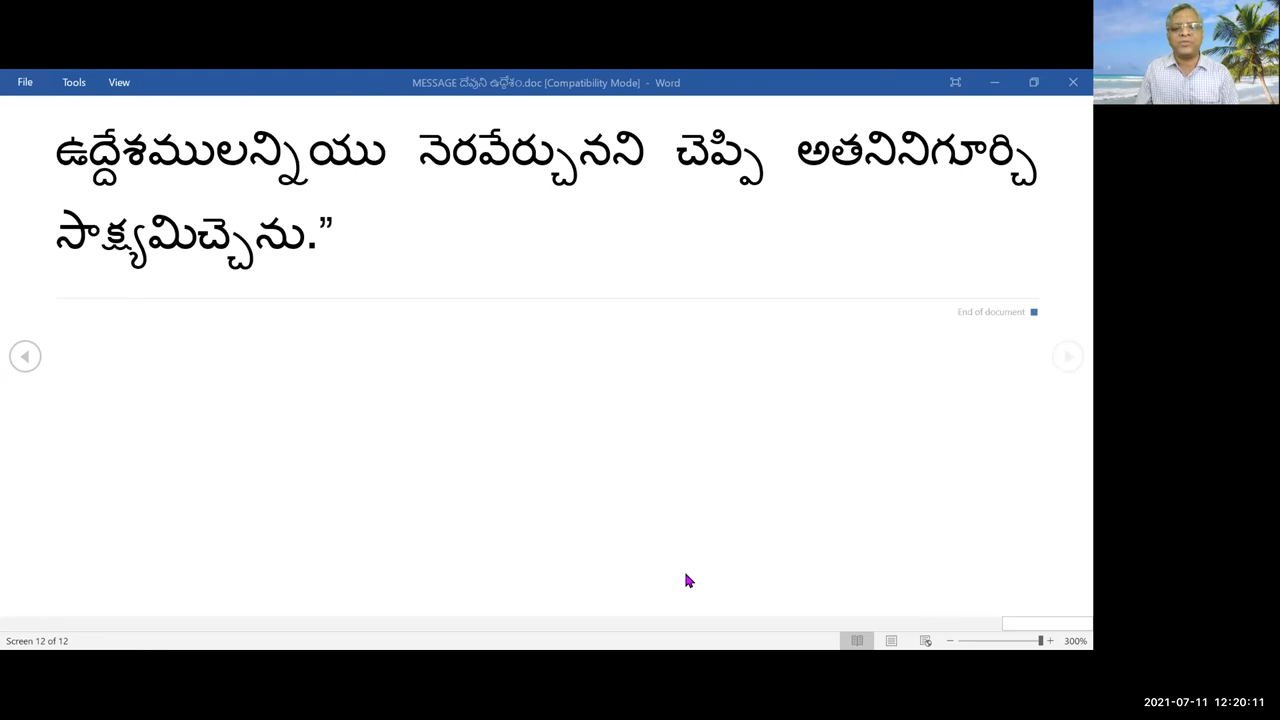 File Tools View MESSAGE దేవుని ఉద్దేశం.doc [Compatibility Mode] - Word
ఉద్దేశములన్నియు నెరవేర్చునని చెప్పి అతనినిగూర్చి
సాక్ష్యమిచ్చెను.”
End of document
Screen 12 of 12 300%
2021-07-11 12:20:11